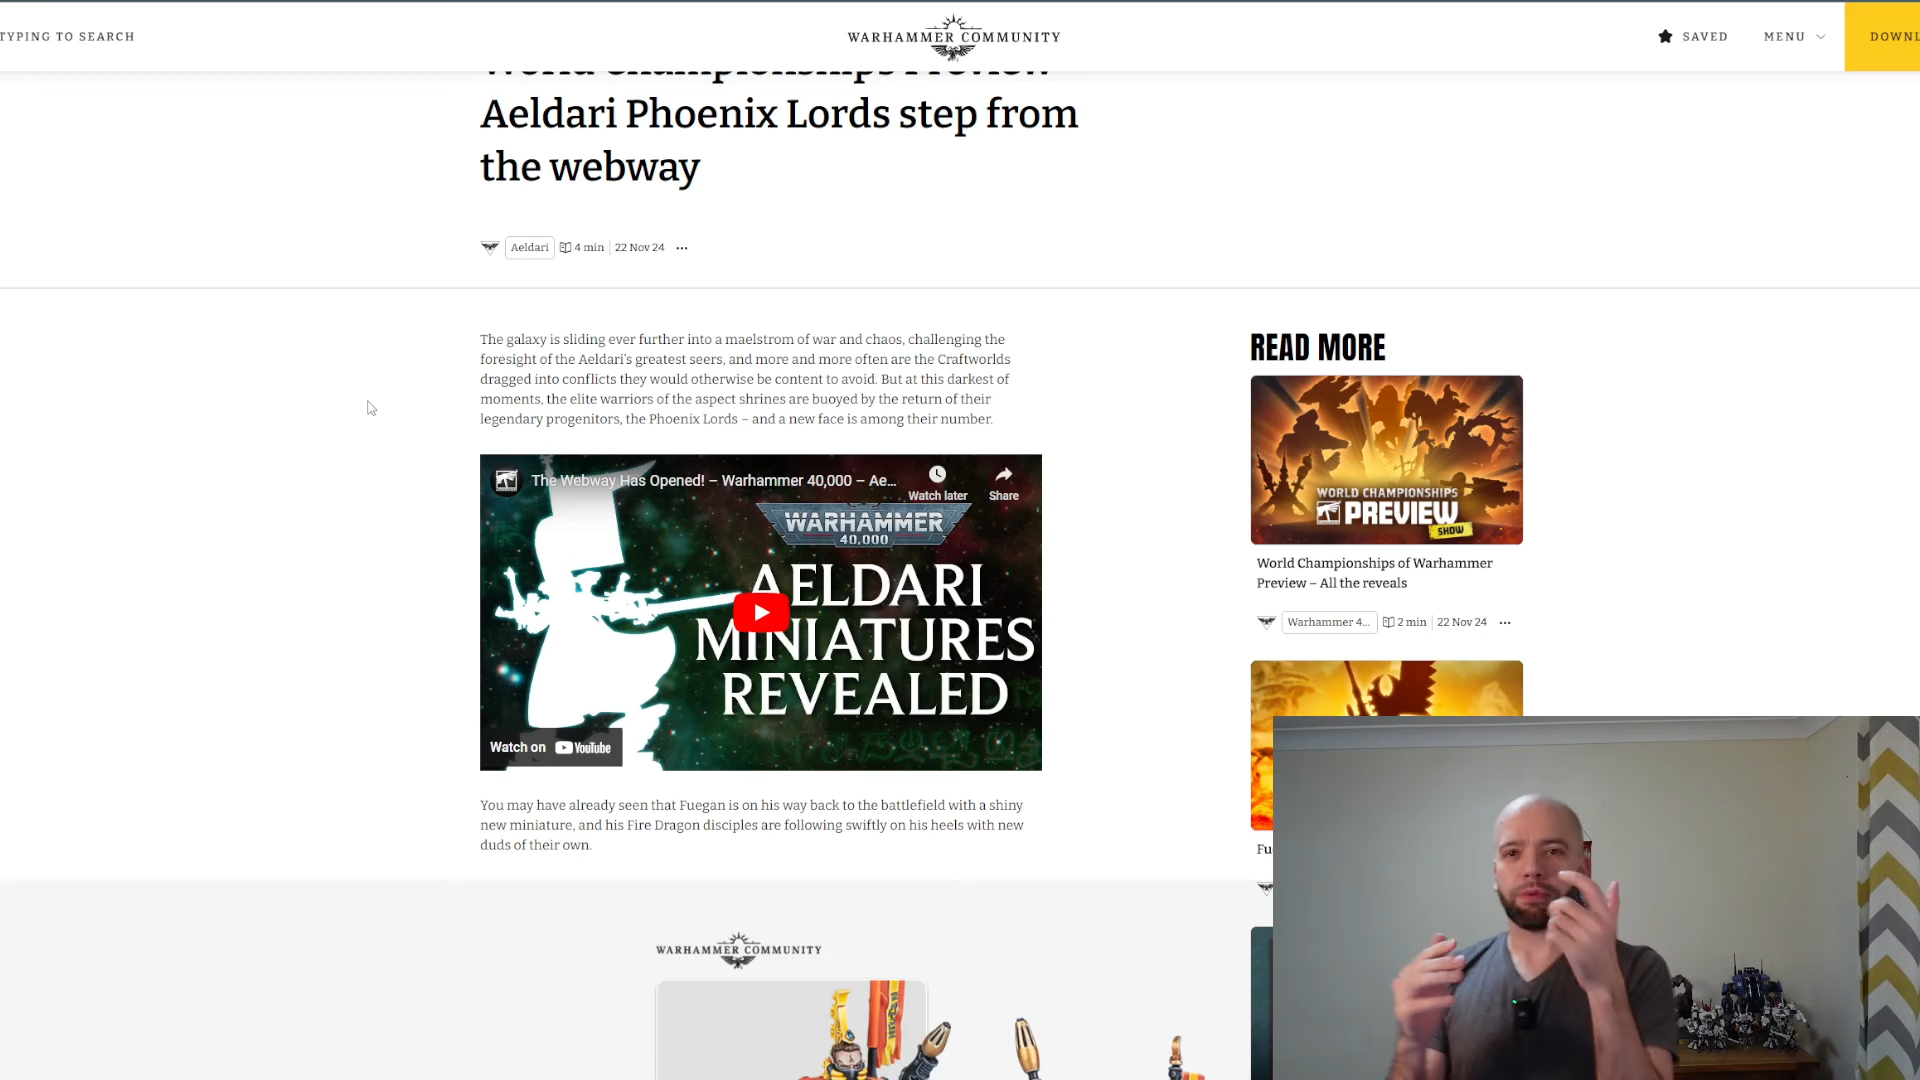 TYPING TO SEARCH
WARHAMMER COMMUNITY
SAVED
MENU
DOWNL
World Championships Preview
Aeldari Phoenix Lords step from
the webway
Aeldari
4 min
22 Nov 24
The galaxy is sliding ever further into a maelstrom of war and chaos, challenging the
foresight of the Aeldari's greatest seers, and more and more often are the Craftworlds
dragged into conflicts they would otherwise be content to avoid. But at this darkest of
moments, the elite warriors of the aspect shrines are buoyed by the return of their
legendary progenitors, the Phoenix Lords – and a new face is among their number.
The Webway Has Opened! – Warhammer 40,000 – Ae...
Watch later
Share
WARHAMMER
40,000
AELDARI
MINIATURES
REVEALED
Watch on YouTube
You may have already seen that Fuegan is on his way back to the battlefield with a shiny
new miniature, and his Fire Dragon disciples are following swiftly on his heels with new
duds of their own.
WARHAMMER COMMUNITY
READ MORE
WORLD CHAMPIONSHIPS
PREVIEW
SHOW
World Championships of Warhammer
Preview – All the reveals
Warhammer 4...
2 min
22 Nov 24
Fu